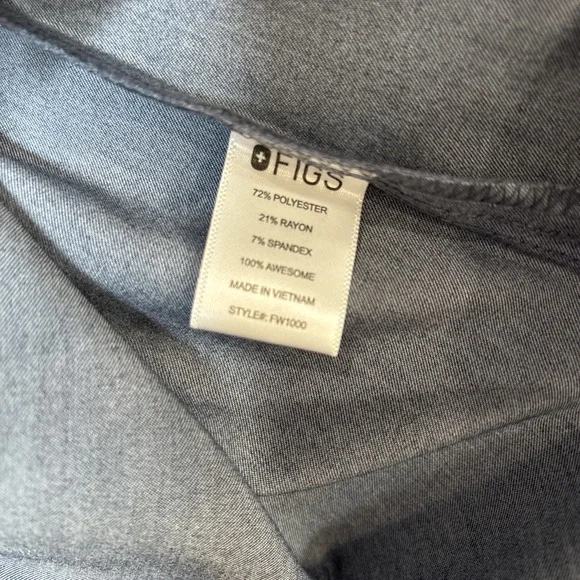 FIGS
72% POLYESTER
21% RAYON
7% SPANDEX
100% AWESOME
MADE IN VIETNAM
STYLE#: FW1000